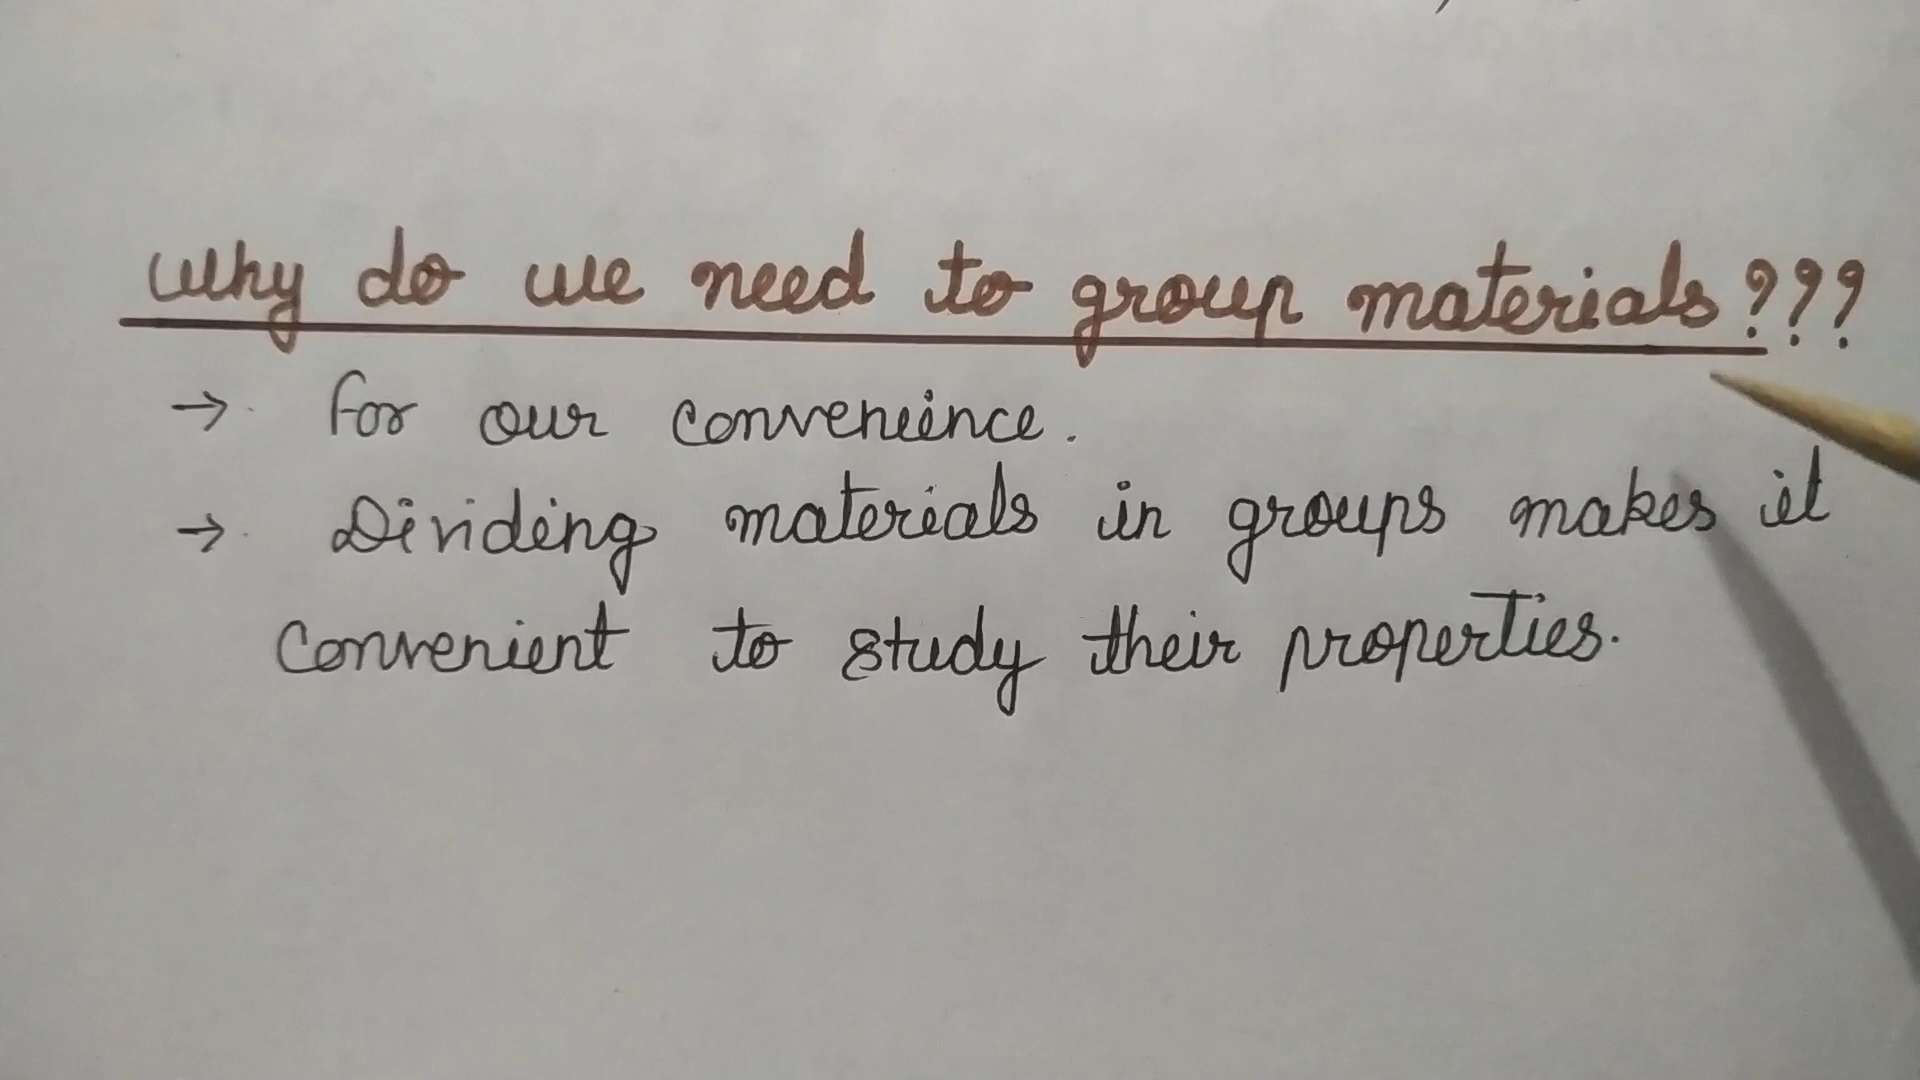 Why do we need to group materials???
→ For our conveneince.
→ Dividing materials in groups makes it
convenient to study their properties.